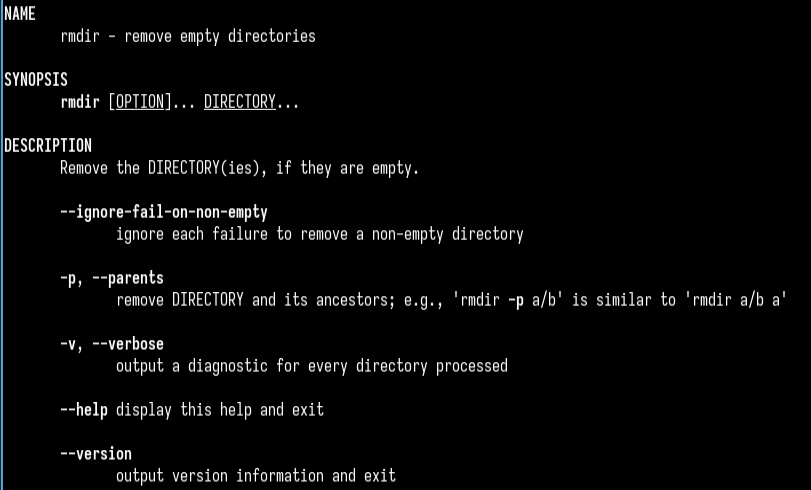 NAME
rmdir - remove empty directories
SYNOPSIS
rmdir [OPTION]... DIRECTORY...
DESCRIPTION
Remove the DIRECTORY(ies), if they are empty.
--ignore-fail-on-non-empty
ignore each failure to remove a non-empty directory
-p, --parents
remove DIRECTORY and its ancestors; e.g., 'rmdir -p a/b' is similar to 'rmdir a/b a'
-v, --verbose
output a diagnostic for every directory processed
--help display this help and exit
--version
output version information and exit